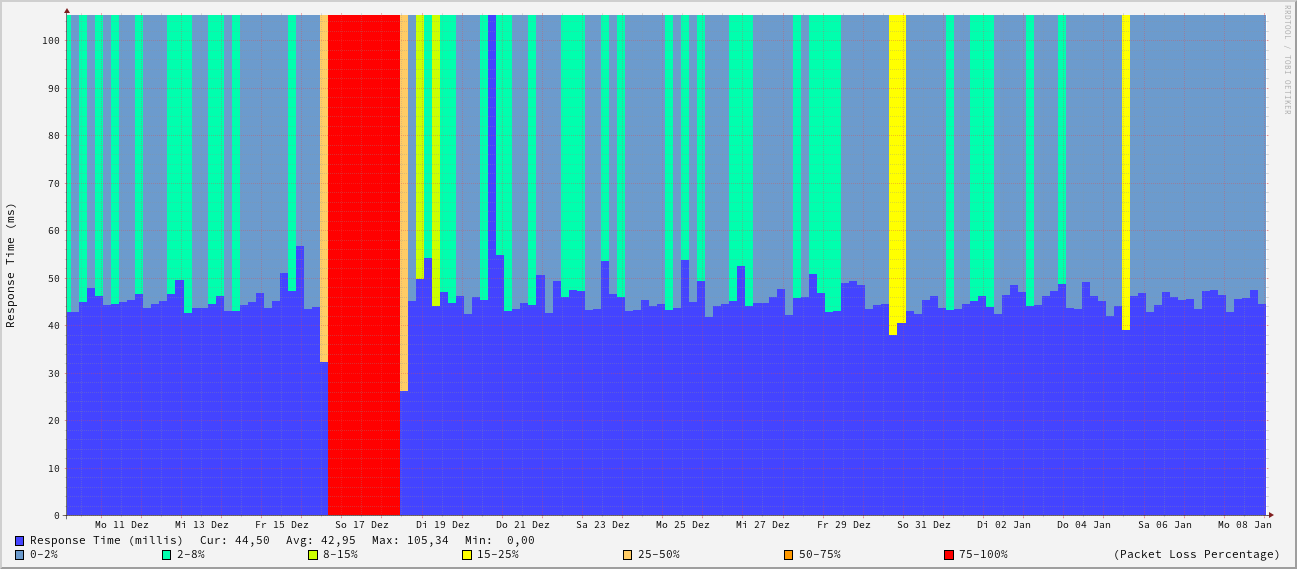 RRDTOOL / TOBI OETIKER
Response Time (ms)
100
90
80
70
60
50
40
30
20
10
0
Mo 11 Dez Mi 13 Dez Fr 15 Dez So 17 Dez Di 19 Dez Do 21 Dez Sa 23 Dez Mo 25 Dez Mi 27 Dez Fr 29 Dez So 31 Dez Di 02 Jan Do 04 Jan Sa 06 Jan Mo 08 Jan
Response Time (millis) Cur: 44,50 Avg: 42,95 Max: 105,34 Min: 0,00
0-2% 2-8% 8-15% 15-25% 25-50% 50-75% 75-100% (Packet Loss Percentage)